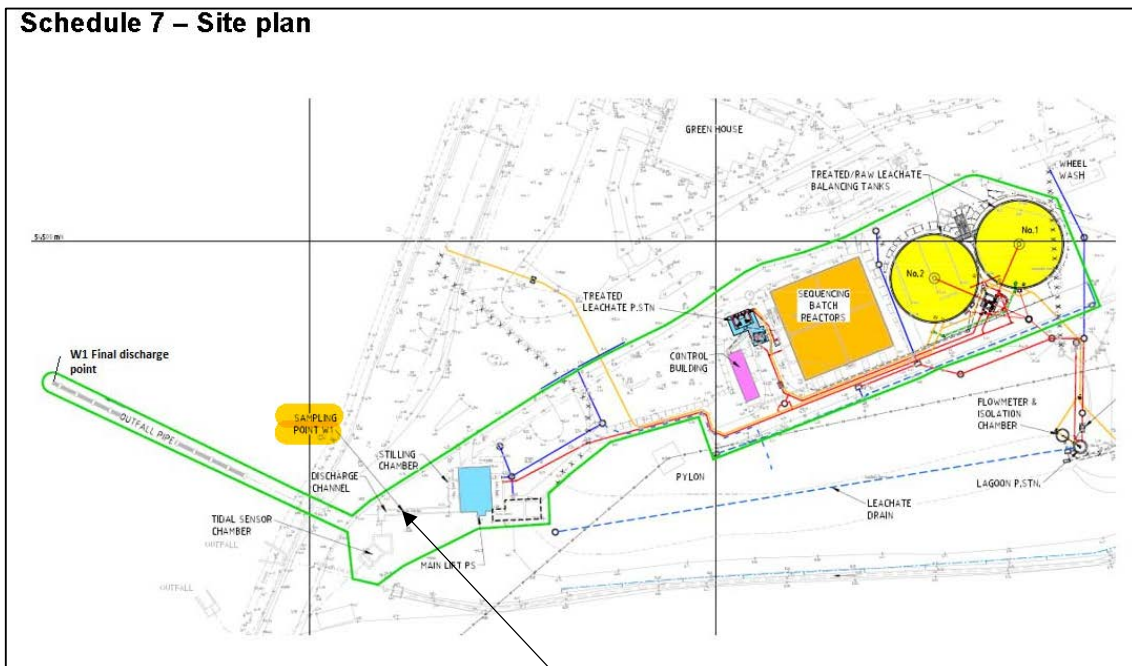 Schedule 7 – Site plan
GREEN HOUSE
WHEEL
WASH
TREATED/RAW LEACHATE
BALANCING TANKS
No.1
No.2
SEQUENCING
BATCH
REACTORS
TREATED
LEACHATE P.STN
CONTROL
BUILDING
W1 Final discharge
point
OUTFALL PIPE
SAMPLING
POINT W1
STILLING
CHAMBER
DISCHARGE
CHANNEL
FLOWMETER &
ISOLATION
CHAMBER
PYLON
LAGOON P.STN.
LEACHATE
DRAIN
TIDAL SENSOR
CHAMBER
OUTFALL
MAIN LIFT PS
OUTFALL